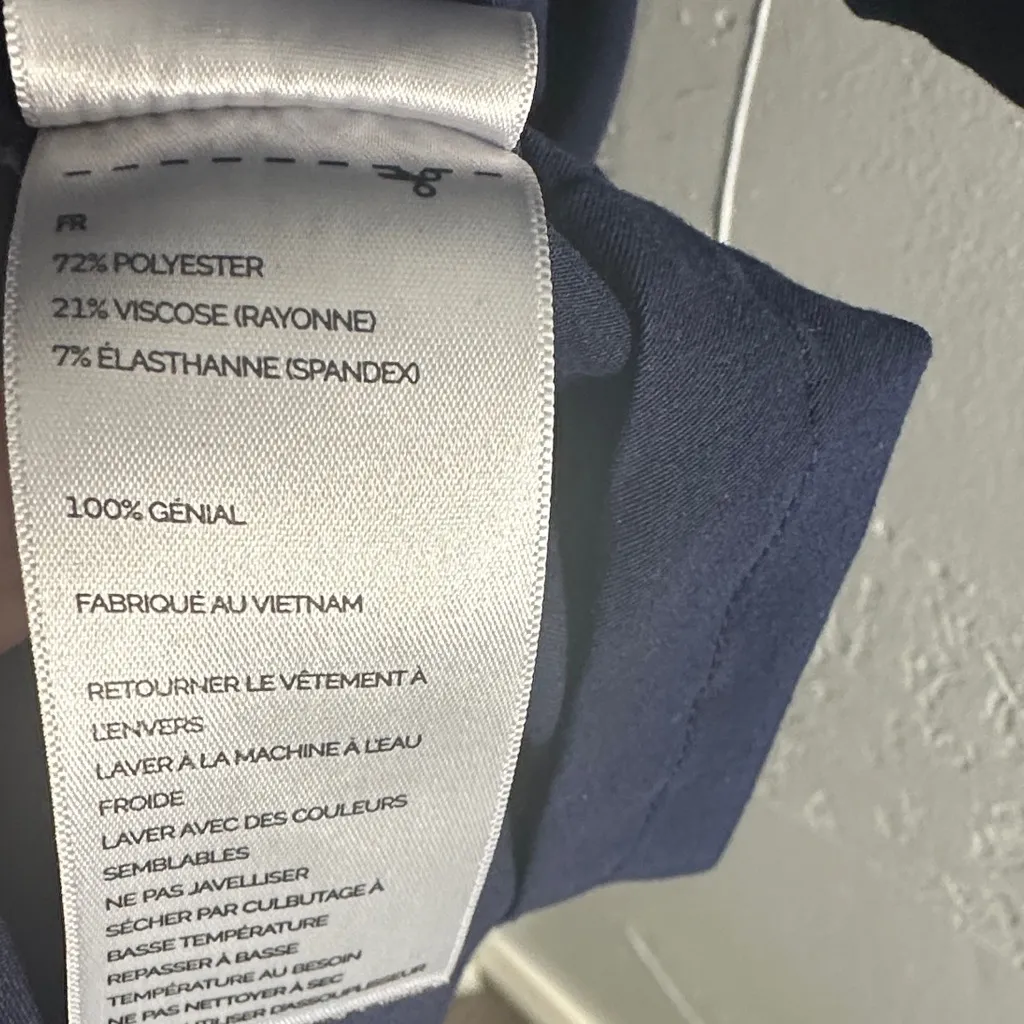 FR
72% POLYESTER
21% VISCOSE (RAYONNE)
7% ÉLASTHANNE (SPANDEX)
100% GÉNIAL
FABRIQUÉ AU VIETNAM
RETOURNER LE VÊTEMENT À
L'ENVERS
LAVER À LA MACHINE À L'EAU
FROIDE
LAVER AVEC DES COULEURS
SEMBLABLES
NE PAS JAVELLISER
SÉCHER PAR CULBUTAGE À
BASSE TEMPÉRATURE
REPASSER À BASSE
TEMPÉRATURE AU BESOIN
NE PAS NETTOYER À SEC
UTILISER D'ASSOUPLISSEUR